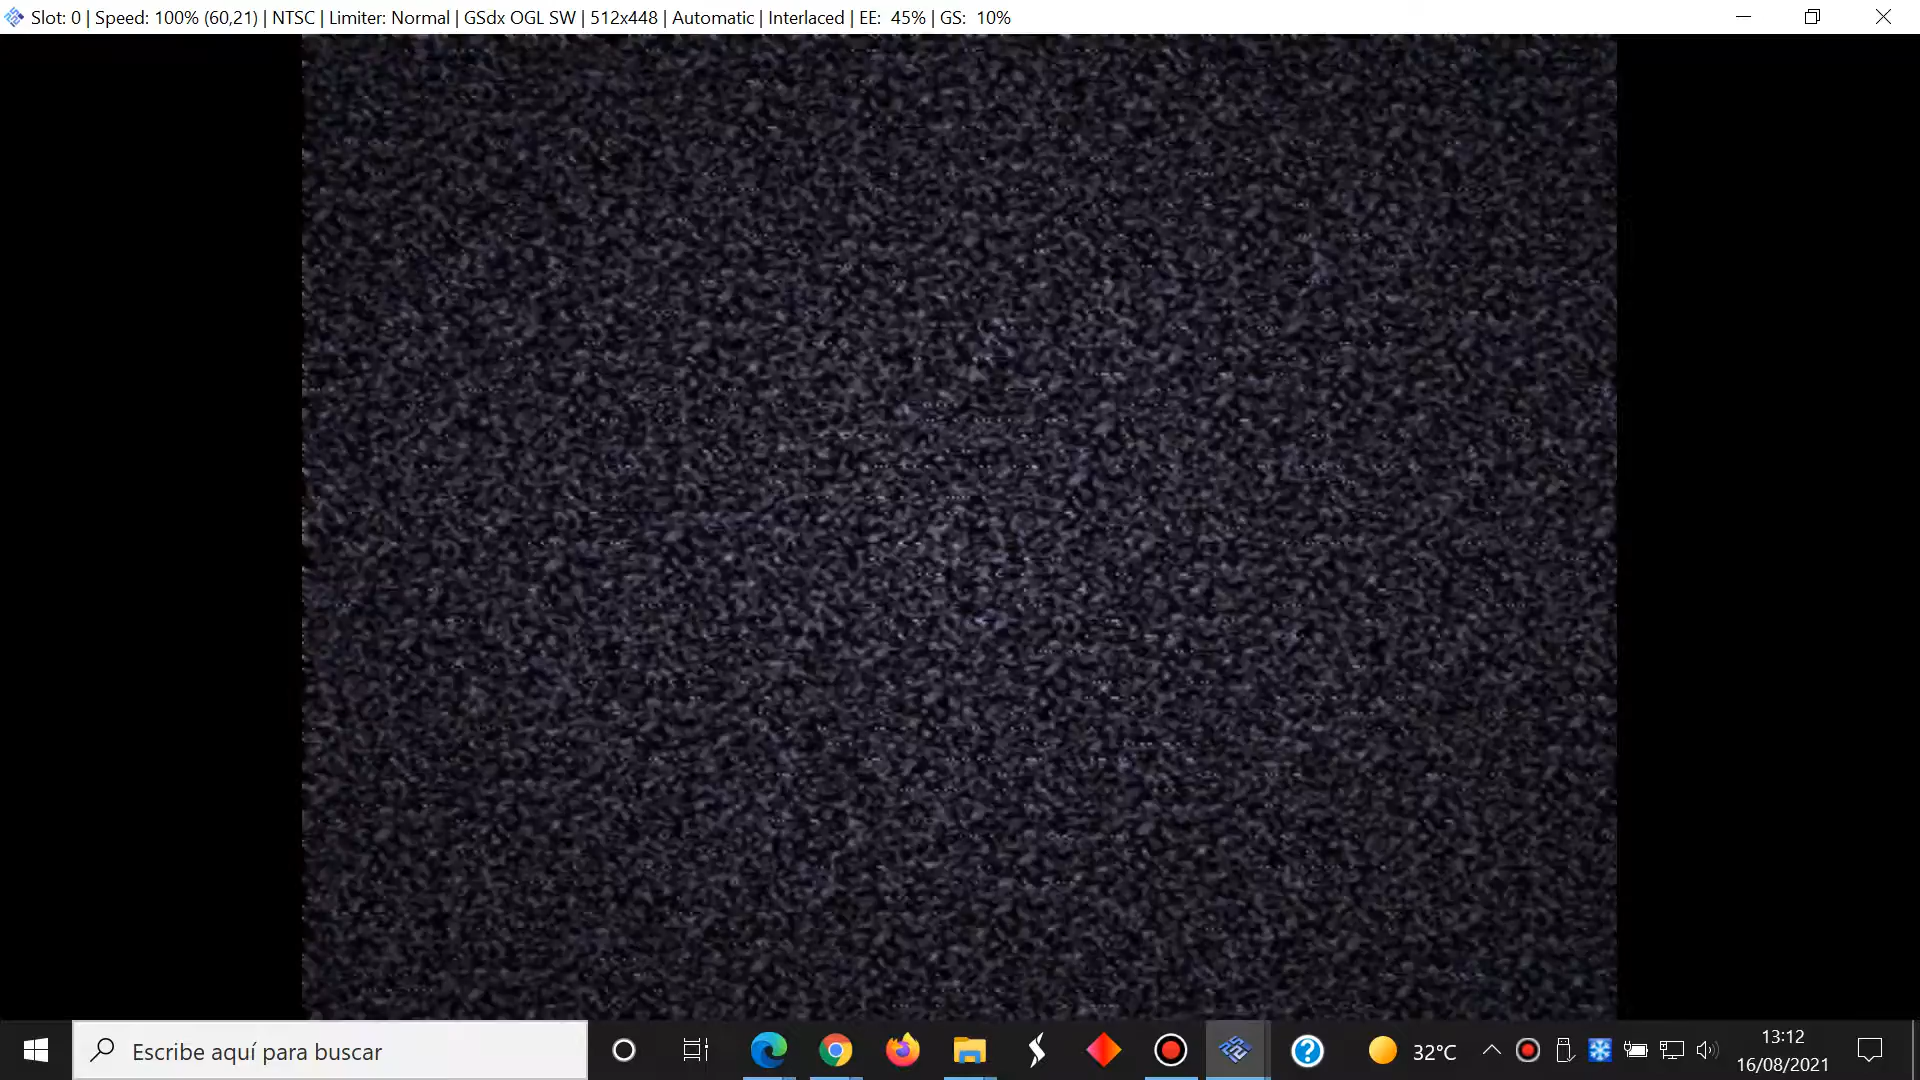 Slot: 0 | Speed: 100% (60,21) | NTSC | Limiter: Normal | GSdx OGL SW | 512x448 | Automatic | Interlaced | EE: 45% | GS: 10%
Escribe aquí para buscar
32°C
13:12
16/08/2021